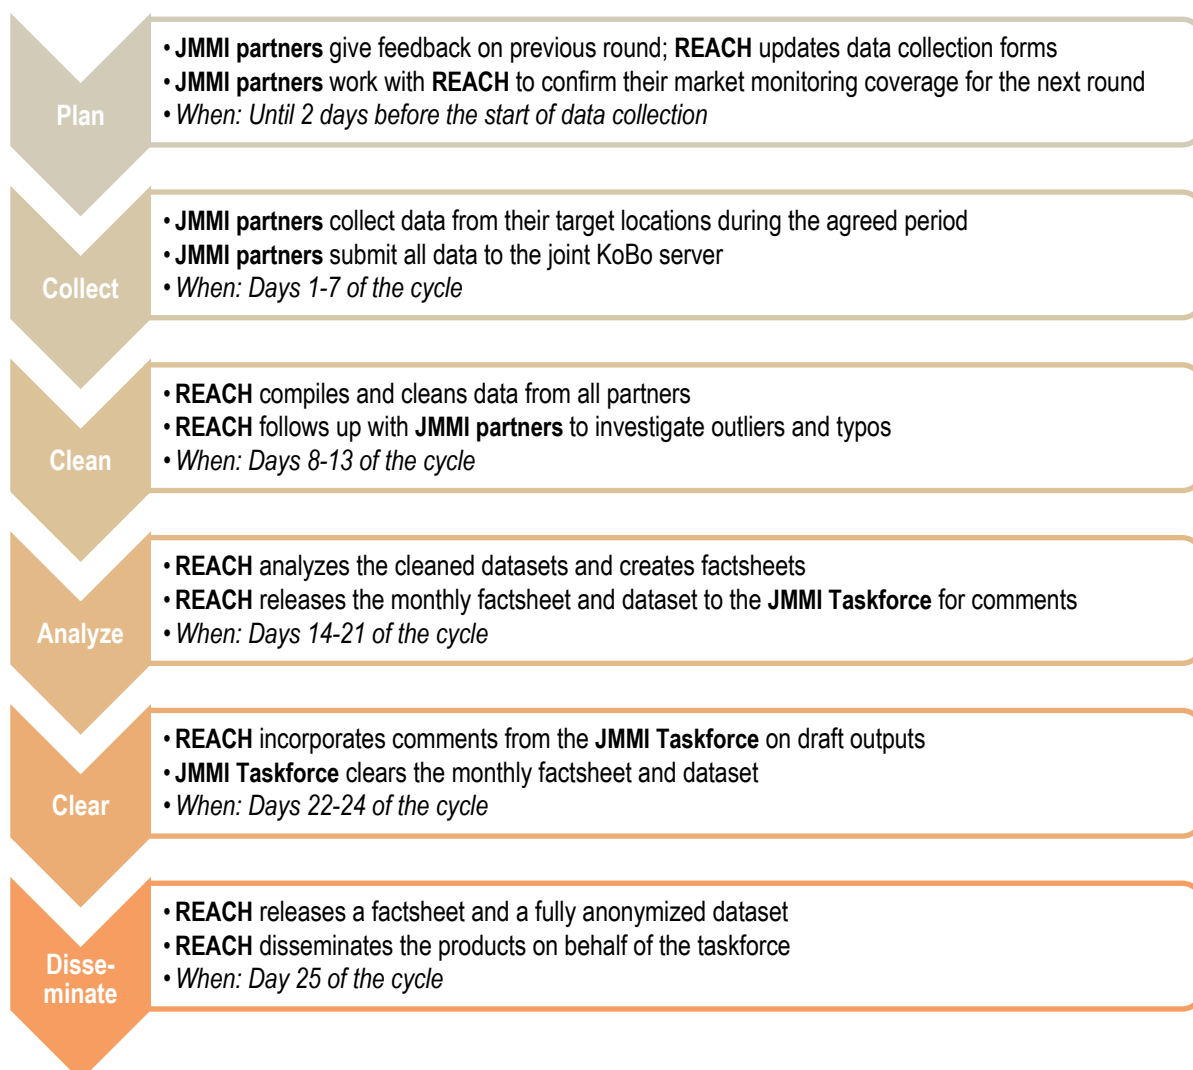 Plan
• JMMI partners give feedback on previous round; REACH updates data collection forms
• JMMI partners work with REACH to confirm their market monitoring coverage for the next round
• When: Until 2 days before the start of data collection
Collect
• JMMI partners collect data from their target locations during the agreed period
• JMMI partners submit all data to the joint KoBo server
• When: Days 1-7 of the cycle
Clean
• REACH compiles and cleans data from all partners
• REACH follows up with JMMI partners to investigate outliers and typos
• When: Days 8-13 of the cycle
Analyze
• REACH analyzes the cleaned datasets and creates factsheets
• REACH releases the monthly factsheet and dataset to the JMMI Taskforce for comments
• When: Days 14-21 of the cycle
Clear
• REACH incorporates comments from the JMMI Taskforce on draft outputs
• JMMI Taskforce clears the monthly factsheet and dataset
• When: Days 22-24 of the cycle
Disse-
minate
• REACH releases a factsheet and a fully anonymized dataset
• REACH disseminates the products on behalf of the taskforce
• When: Day 25 of the cycle